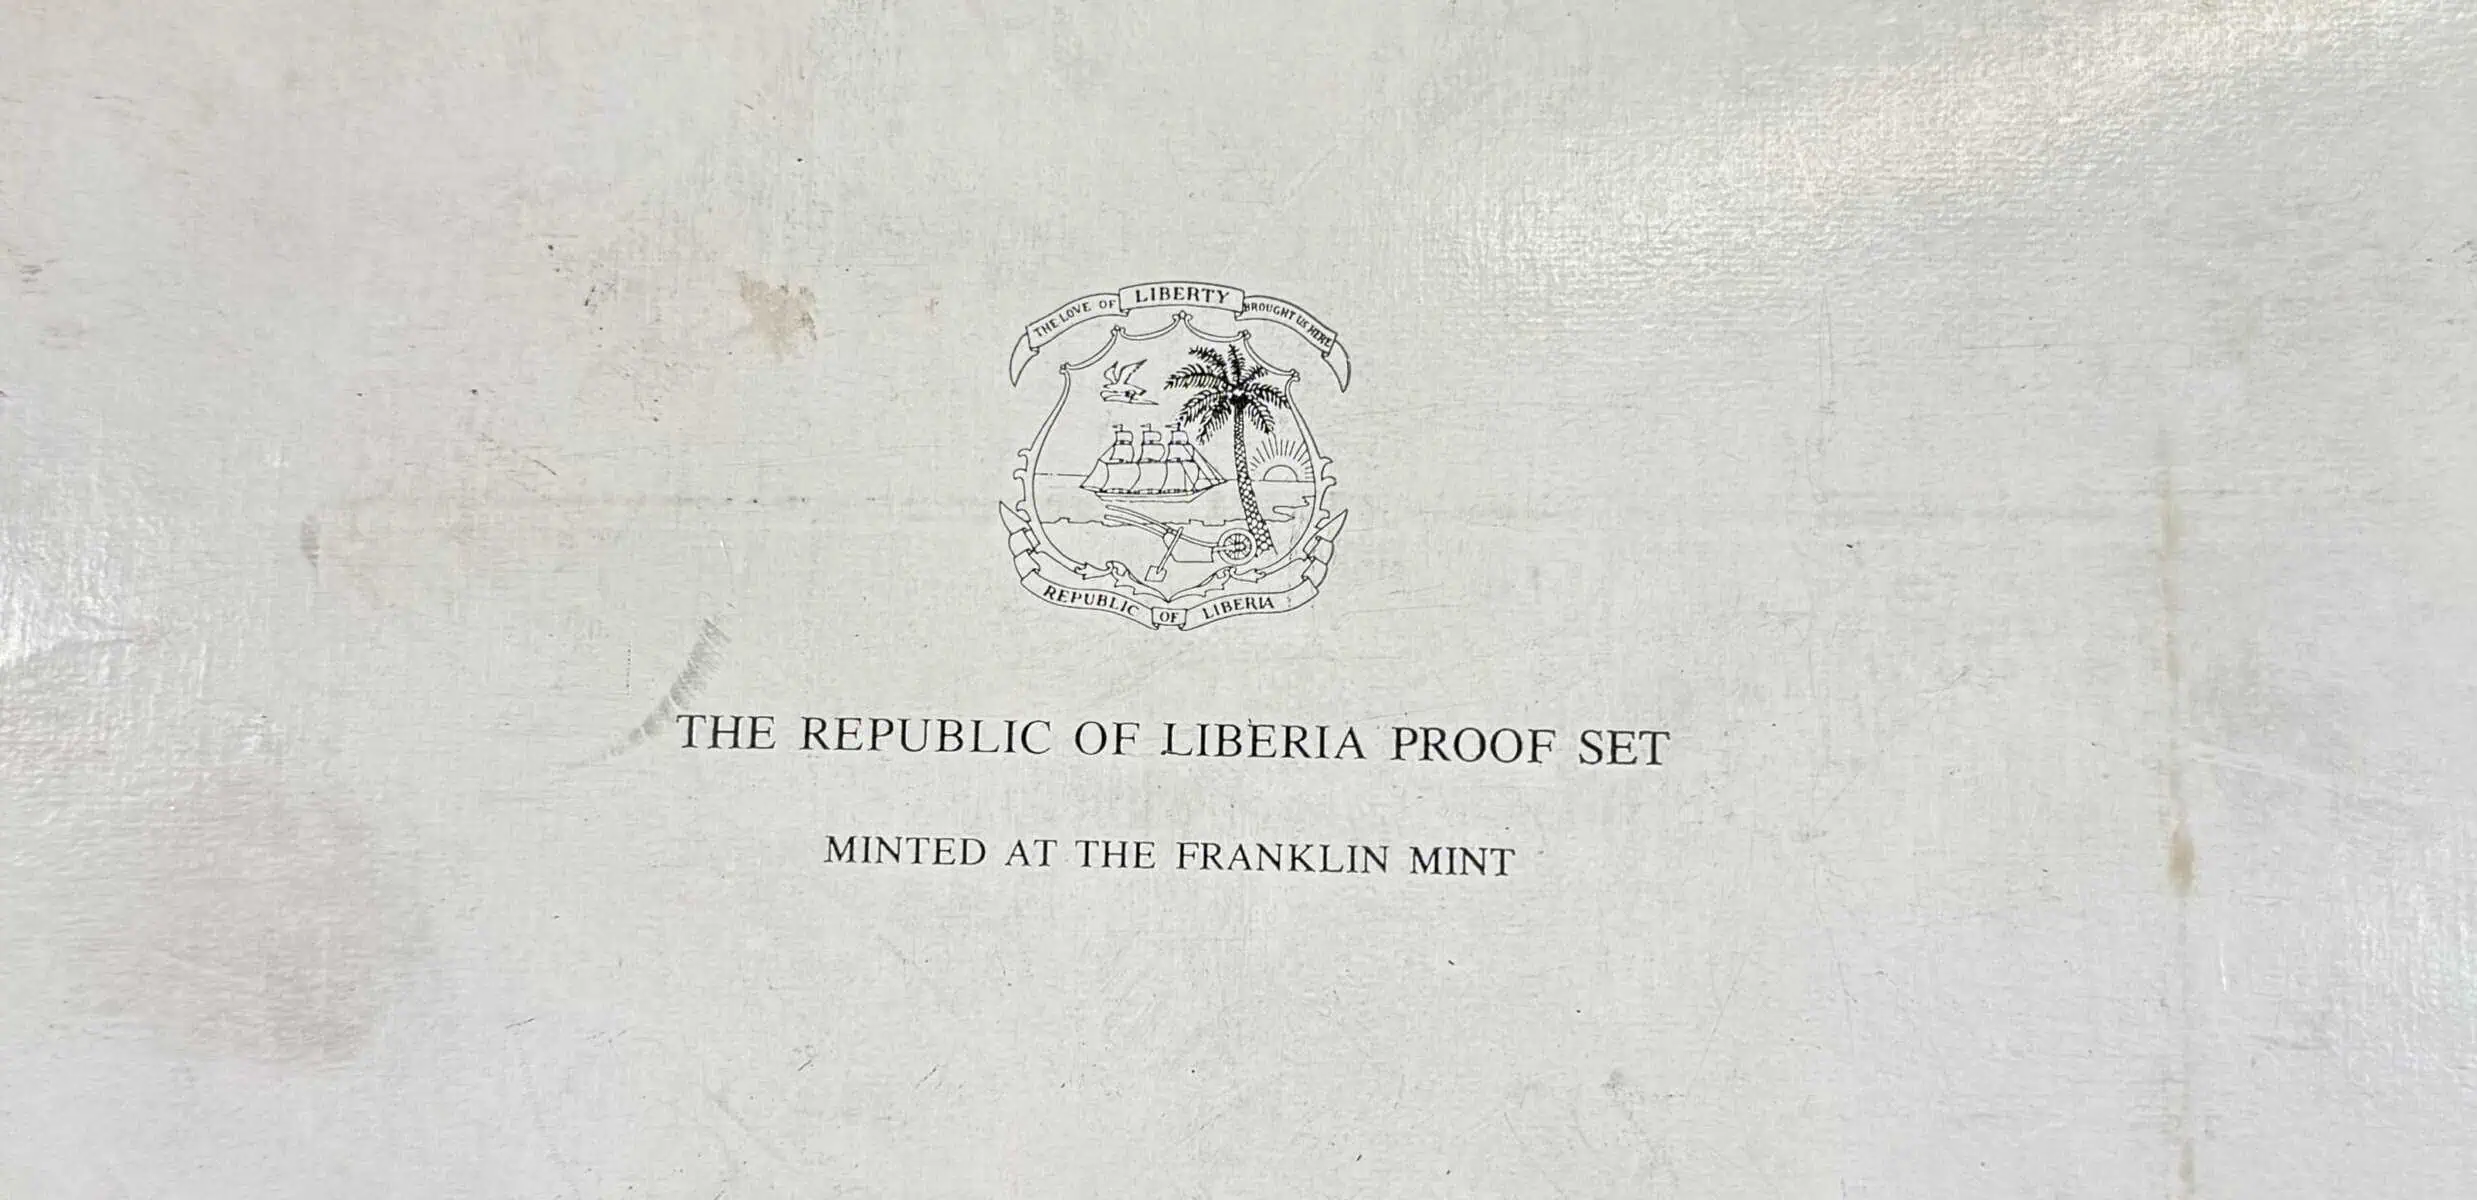 THE LOVE OF LIBERTY BROUGHT US HERE
REPUBLIC OF LIBERIA
THE REPUBLIC OF LIBERIA PROOF SET
MINTED AT THE FRANKLIN MINT